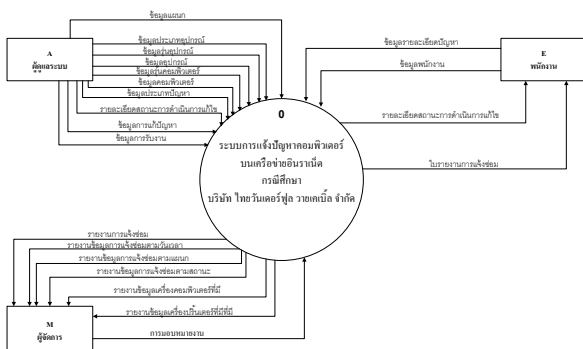 ข้อมูลแผนก
A
ผู้ดูแลระบบ
ข้อมูลประเภทอุปกรณ์
ข้อมูลรุ่นอุปกรณ์
ข้อมูลอุปกรณ์
ข้อมูลรุ่นคอมพิวเตอร์
ข้อมูลคอมพิวเตอร์
ข้อมูลประเภทปัญหา
รายละเอียดสถานะการดำเนินการแก้ไข
ข้อมูลการแก้ปัญหา
ข้อมูลการรับงาน
ข้อมูลรายละเอียดปัญหา
ข้อมูลพนักงาน
E
พนักงาน
รายละเอียดสถานะการดำเนินการแก้ไข
ใบรายงานการแจ้งซ่อม
0
ระบบการแจ้งปัญหาคอมพิวเตอร์
บนเครือข่ายอินทราเน็ต
กรณีศึกษา
บริษัท ไทยวันเดอร์ฟูล วายเคเบิ้ล จำกัด
รายงานการแจ้งซ่อม
รายงานข้อมูลการแจ้งซ่อมตามวันเวลา
รายงานข้อมูลการแจ้งซ่อมตามแผนก
รายงานข้อมูลการแจ้งซ่อมตามสถานะ
รายงานข้อมูลเครื่องคอมพิวเตอร์ที่มี
รายงานข้อมูลเครื่องปริ้นเตอร์ที่มีที่มี
การมอบหมายงาน
M
ผู้จัดการ